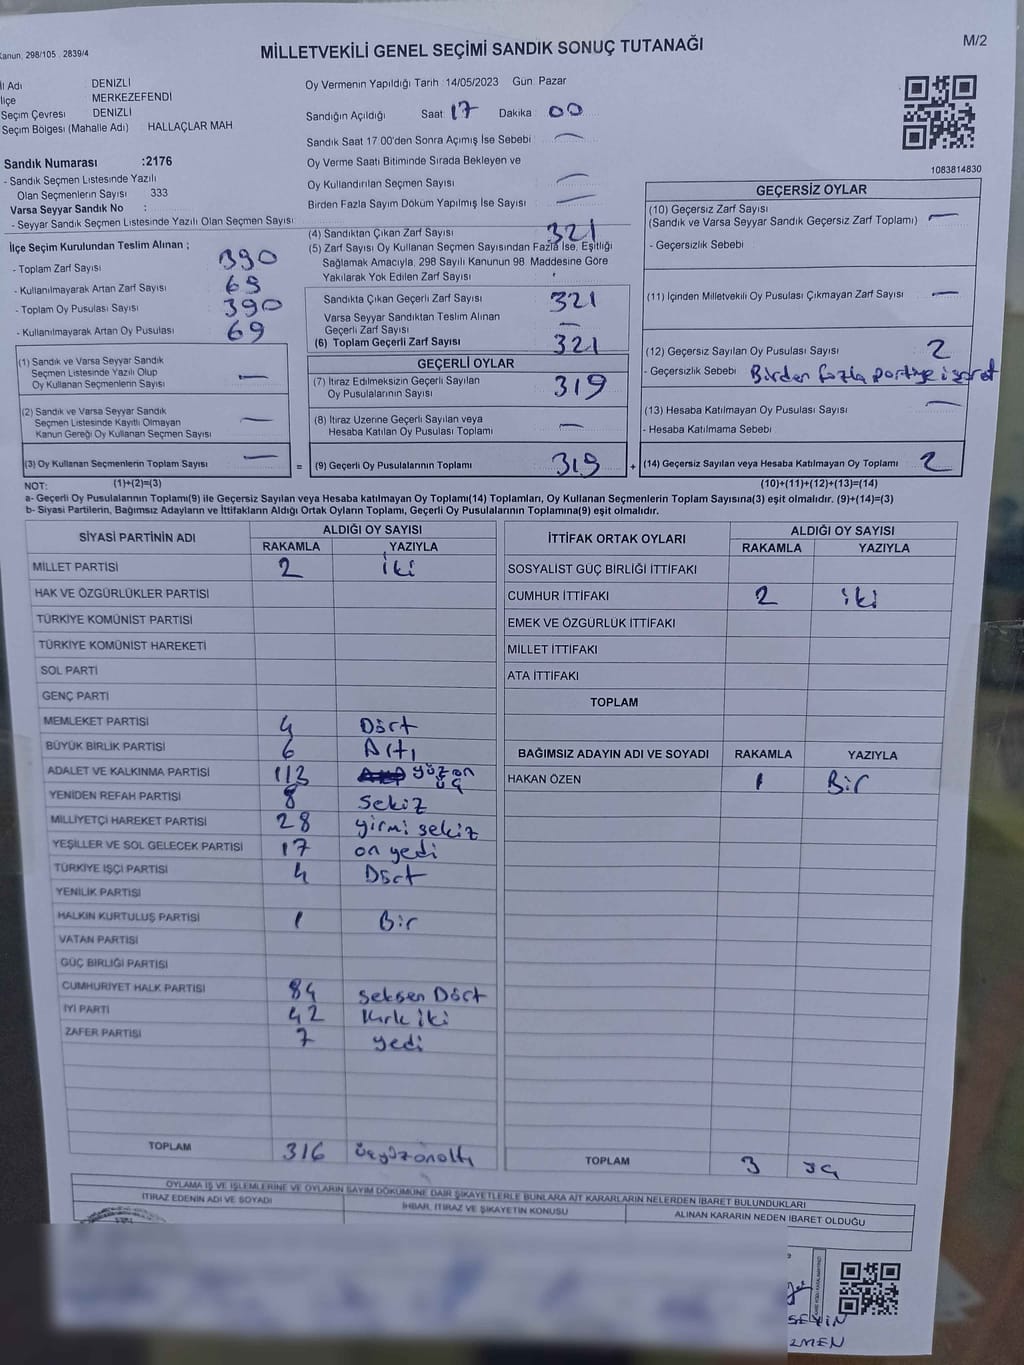 Kanun, 298/105 . 2839/4
MİLLETVEKİLİ GENEL SEÇİMİ SANDIK SONUÇ TUTANAĞI
M/2
İl Adı DENİZLİ
İlçe MERKEZEFENDİ
Seçim Çevresi DENİZLİ
Seçim Bölgesi (Mahalle Adı) HALLAÇLAR MAH
Sandık Numarası :2176
- Sandık Seçmen Listesinde Yazılı
Olan Seçmenlerin Sayısı 333
Varsa Seyyar Sandık No :
- Seyyar Sandık Seçmen Listesinde Yazılı Olan Seçmen Sayısı:
Oy Vermenin Yapıldığı Tarih : 14/05/2023 Gün: Pazar
Sandığın Açıldığı Saat: 17 Dakika: 00
Sandık Saat 17 00'den Sonra Açımış İse Sebebi —
Oy Verme Saati Bitiminde Sırada Bekleyen ve
Oy Kullandırılan Seçmen Sayısı —
Birden Fazla Sayım Döküm Yapılmış İse Sayısı —
1083814830
İlçe Seçim Kurulundan Teslim Alınan ;
- Toplam Zarf Sayısı 390
- Kullanılmayarak Artan Zarf Sayısı 69
- Toplam Oy Pusulası Sayısı 390
- Kullanılmayarak Artan Oy Pusulası 69
(1) Sandık ve Varsa Seyyar Sandık
Seçmen Listesinde Yazılı Olup
Oy Kullanan Seçmenlerin Sayısı —
(2) Sandık ve Varsa Seyyar Sandık
Seçmen Listesinde Kayıtlı Olmayan
Kanun Gereği Oy Kullanan Seçmen Sayısı —
(3) Oy Kullanan Seçmenlerin Toplam Sayısı —
(4) Sandıktan Çıkan Zarf Sayısı 321
(5) Zarf Sayısı Oy Kullanan Seçmen Sayısından Fazla İse, Eşitliği
Sağlamak Amacıyla, 298 Sayılı Kanunun 98. Maddesine Göre
Yakılarak Yok Edilen Zarf Sayısı
Sandıkta Çıkan Geçerli Zarf Sayısı 321
Varsa Seyyar Sandıktan Teslim Alınan
Geçerli Zarf Sayısı —
(6) Toplam Geçerli Zarf Sayısı 321
GEÇERLİ OYLAR
(7) İtiraz Edilmeksizin Geçerli Sayılan
Oy Pusulalarının Sayısı 319
(8) İtiraz Üzerine Geçerli Sayılan veya
Hesaba Katılan Oy Pusulası Toplamı —
= (9) Geçerli Oy Pusulalarının Toplamı 319
GEÇERSİZ OYLAR
(10) Geçersiz Zarf Sayısı
(Sandık ve Varsa Seyyar Sandık Geçersiz Zarf Toplamı) —
- Geçersizlik Sebebi
(11) İçinden Milletvekili Oy Pusulası Çıkmayan Zarf Sayısı —
(12) Geçersiz Sayılan Oy Pusulası Sayısı 2
- Geçersizlik Sebebi Birden fazla partiye işaret
(13) Hesaba Katılmayan Oy Pusulası Sayısı —
- Hesaba Katılmama Sebebi
+ (14) Geçersiz Sayılan veya Hesaba Katılmayan Oy Toplamı 2
NOT: (1)+(2)=(3) (10)+(11)+(12)+(13)=(14)
a- Geçerli Oy Pusulalarının Toplamı(9) ile Geçersiz Sayılan veya Hesaba katılmayan Oy Toplamı(14) Toplamları, Oy Kullanan Seçmenlerin Toplam Sayısına(3) eşit olmalıdır. (9)+(14)=(3)
b- Siyasi Partilerin, Bağımsız Adayların ve İttifakların Aldığı Ortak Oyların Toplamı, Geçerli Oy Pusulalarının Toplamına(9) eşit olmalıdır.
SİYASİ PARTİNİN ADI ALDIĞI OY SAYISI
RAKAMLA YAZIYLA
MİLLET PARTİSİ 2 iki
HAK VE ÖZGÜRLÜKLER PARTİSİ
TÜRKİYE KOMÜNİST PARTİSİ
TÜRKİYE KOMÜNİST HAREKETİ
SOL PARTİ
GENÇ PARTİ
MEMLEKET PARTİSİ 4 Dört
BÜYÜK BİRLİK PARTİSİ 6 Altı
ADALET VE KALKINMA PARTİSİ 113 yüz on üç
YENİDEN REFAH PARTİSİ 8 Sekiz
MİLLİYETÇİ HAREKET PARTİSİ 28 yirmi sekiz
YEŞİLLER VE SOL GELECEK PARTİSİ 17 on yedi
TÜRKİYE İŞÇİ PARTİSİ 4 Dört
YENİLİK PARTİSİ
HALKIN KURTULUŞ PARTİSİ 1 Bir
VATAN PARTİSİ
GÜÇ BİRLİĞİ PARTİSİ
CUMHURİYET HALK PARTİSİ 84 Seksen Dört
İYİ PARTİ 42 Kırk iki
ZAFER PARTİSİ 7 yedi
TOPLAM 316 üçyüzonaltı
İTTİFAK ORTAK OYLARI ALDIĞI OY SAYISI
RAKAMLA YAZIYLA
SOSYALİST GÜÇ BİRLİĞİ İTTİFAKI
CUMHUR İTTİFAKI 2 iki
EMEK VE ÖZGÜRLÜK İTTİFAKI
MİLLET İTTİFAKI
ATA İTTİFAKI
TOPLAM
BAĞIMSIZ ADAYIN ADI VE SOYADI RAKAMLA YAZIYLA
HAKAN ÖZEN 1 Bir
TOPLAM 3 üç
OYLAMA İŞ VE İŞLEMLERİNE VE OYLARIN SAYIM DÖKÜMÜNE DAİR ŞİKAYETLERLE BUNLARA AİT KARARLARIN NELERDEN İBARET BULUNDUKLARI
İTİRAZ EDENİN ADI VE SOYADI İHBAR, İTİRAZ VE ŞİKAYETİN KONUSU ALINAN KARARIN NEDEN İBARET OLDUĞU